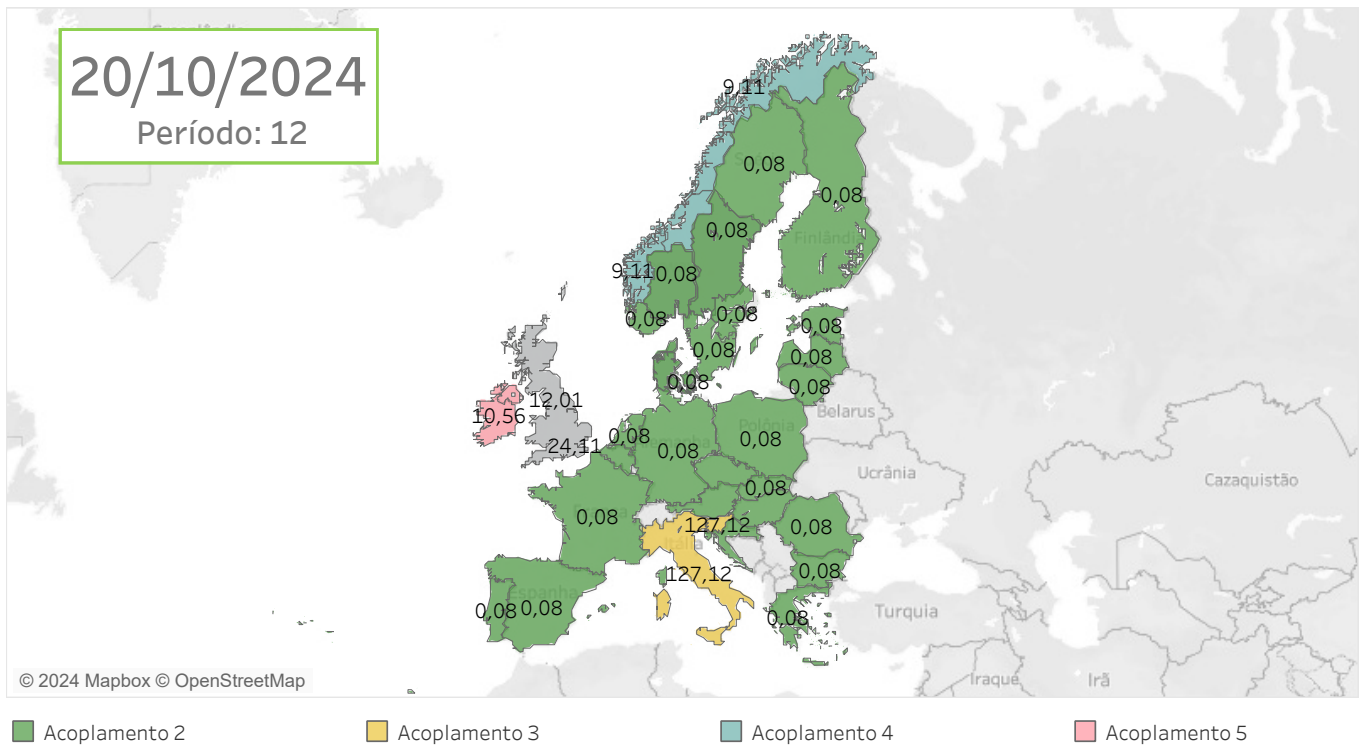 20/10/2024
Período: 12
9,11
0,08
0,08
0,08
Finlândia
9,11
0,08
0,08
0,08
0,08
0,08
0,08
0,08
0,08
12,01
10,56
24,11
0,08
0,08
Polônia
0,08
Belarus
Ucrânia
Cazaquistão
0,08
0,08
127,12
0,08
Itália
127,12
0,08
Espanha
0,08
0,08
0,08
Turquia
Iraque
Irã
© 2024 Mapbox © OpenStreetMap
Acoplamento 2
Acoplamento 3
Acoplamento 4
Acoplamento 5